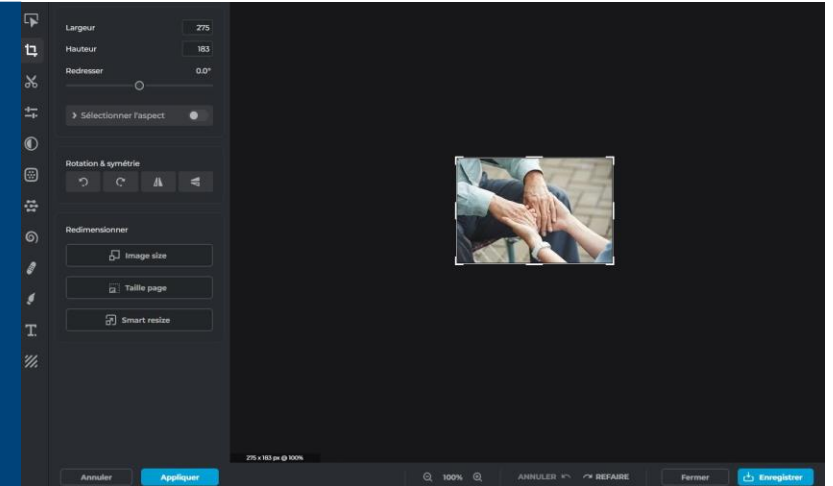 Largeur 275
Hauteur 183
Redresser 0.0°
Sélectionner l'aspect
Rotation & symétrie
Redimensionner
Image size
Taille page
T.
Smart resize
275 x 183 px @ 100%
Annuler Appliquer 100% ANNULER REFAIRE Fermer Enregistrer